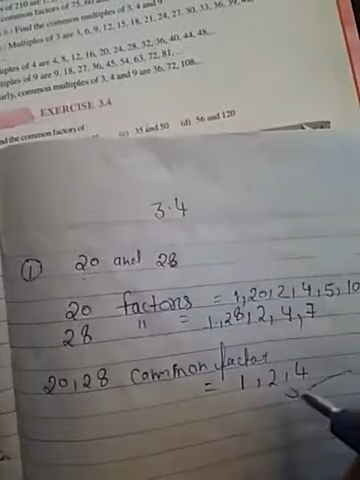 common factors of 75,
Find the common multiples of 3, 4 and 9
Multiples of 3 are 3, 6, 9, 12, 15, 18, 21, 24, 27, 30, 33, 36, 39,
multiples of 4 are 4, 8, 12, 16, 20, 24, 28, 32, 36, 40, 44, 48,...
multiples of 9 are 9, 18, 27, 36, 45, 54, 63, 72, 81, ...
common multiples of 3, 4 and 9 are 36, 72, 108,...
EXERCISE 3.4
the common factors of :
(c) 35 and 50 (d) 56 and 120
3.4
① 20 and 28
20 factors = 1,20,2,4,5,10
28 " = 1,28,2,4,7
20,28 common factor
= 1,2,4